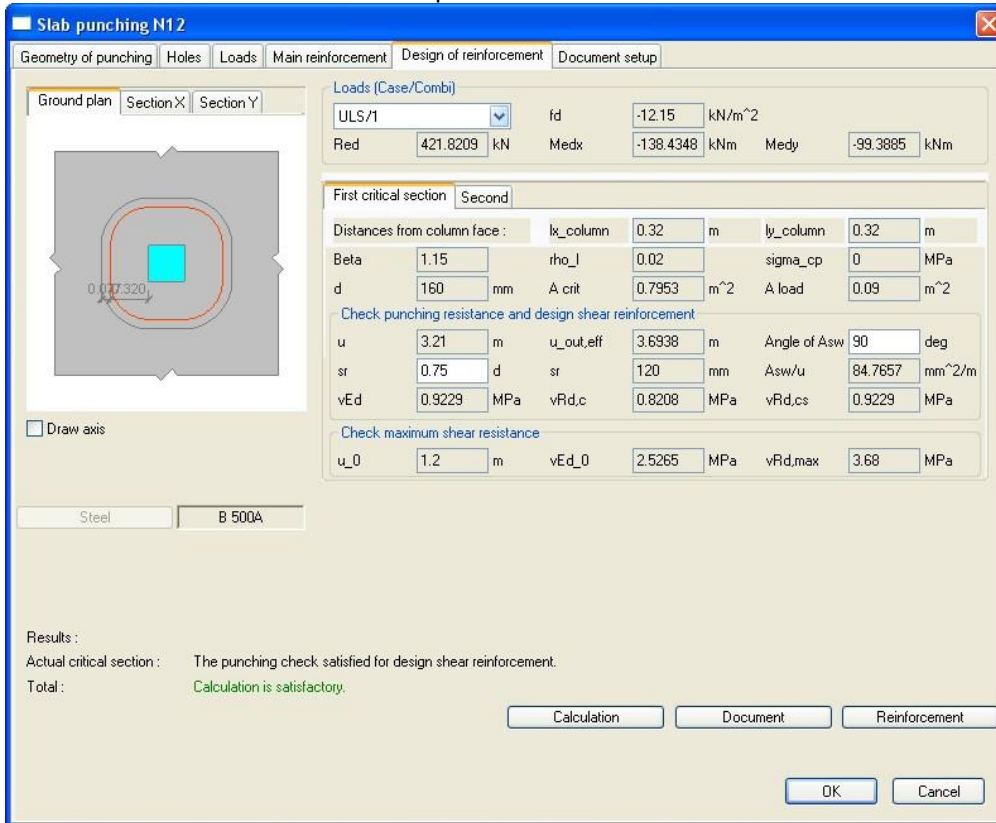 Slab punching N12
Geometry of punching Holes Loads Main reinforcement Design of reinforcement Document setup
Ground plan Section X Section Y
Loads (Case/Combi)
ULS/1 fd -12.15 kN/m^2
Red 421.8209 kN Medx -138.4348 kNm Medy -99.3885 kNm
First critical section Second
Distances from column face : lx_column 0.32 m ly_column 0.32 m
Beta 1.15 rho_l 0.02 sigma_cp 0 MPa
d 160 mm A crit 0.7953 m^2 A load 0.09 m^2
Check punching resistance and design shear reinforcement
u 3.21 m u_out,eff 3.6938 m Angle of Asw 90 deg
sr 0.75 d sr 120 mm Asw/u 84.7657 mm^2/m
vEd 0.9229 MPa vRd,c 0.8208 MPa vRd,cs 0.9229 MPa
Check maximum shear resistance
u_0 1.2 m vEd_0 2.5265 MPa vRd,max 3.68 MPa
Draw axis
Steel B 500A
Results :
Actual critical section : The punching check satisfied for design shear reinforcement.
Total : Calculation is satisfactory.
Calculation Document Reinforcement
OK Cancel